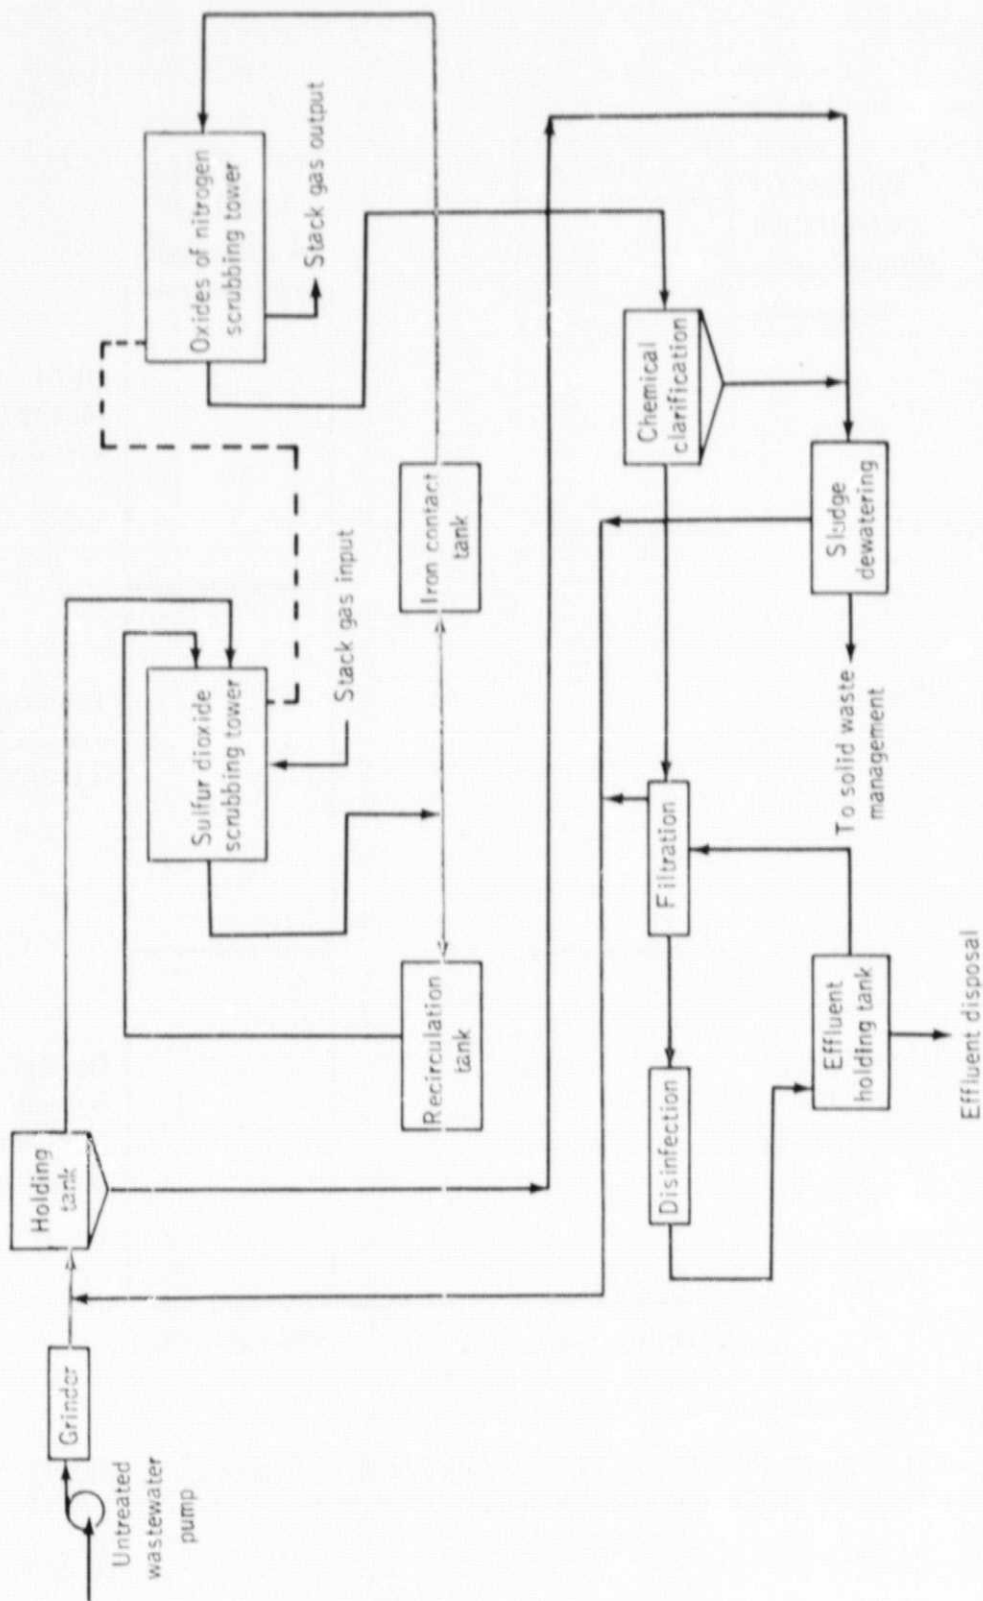 Untreated
wastewater
pump
Grinder
Holding
tank
Recirculation
tank
Sulfur dioxide
scrubbing tower
Stack gas input
Iron contact
tank
Oxides of nitrogen
scrubbing tower
Stack gas output
Chemical
clarification
Sludge
dewatering
To solid waste
management
Filtration
Disinfection
Effluent
holding tank
Effluent disposal